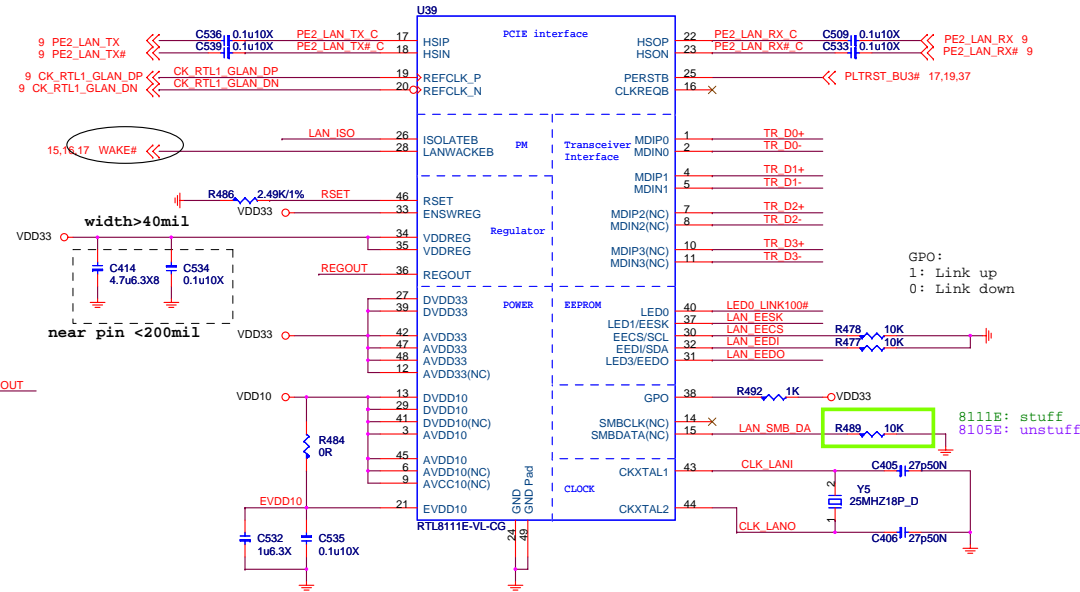 U39
PCIE interface
9 PE2_LAN_TX
C536
0.1u10X
PE2_LAN_TX_C
17
HSIP
HSOP
22
PE2_LAN_RX_C
C509
0.1u10X
PE2_LAN_RX 9
9 PE2_LAN_TX#
C539
0.1u10X
PE2_LAN_TX#_C
18
HSIN
HSON
23
PE2_LAN_RX#_C
C533
0.1u10X
PE2_LAN_RX# 9
9 CK_RTL1_GLAN_DP
CK_RTL1_GLAN_DP
19
REFCLK_P
PERSTB
25
PLTRST_BU3# 17,19,37
9 CK_RTL1_GLAN_DN
CK_RTL1_GLAN_DN
20
REFCLK_N
CLKREQB
16
LAN_ISO
26
ISOLATEB
PM
Transceiver
Interface
MDIP0
1
TR_D0+
15,16,17 WAKE#
28
LANWACKEB
MDIN0
2
TR_D0-
MDIP1
4
TR_D1+
MDIN1
5
TR_D1-
R486
2.49K/1%
RSET
46
RSET
VDD33
33
ENSWREG
MDIP2(NC)
7
TR_D2+
MDIN2(NC)
8
TR_D2-
width>40mil
Regulator
VDD33
34
VDDREG
35
VDDREG
MDIP3(NC)
10
TR_D3+
MDIN3(NC)
11
TR_D3-
C414
4.7u6.3X8
C534
0.1u10X
REGOUT
36
REGOUT
GPO:
1: Link up
0: Link down
near pin <200mil
POWER
EEPROM
27
DVDD33
39
DVDD33
LED0
40
LED0_LINK100#
LED1/EESK
37
LAN_EESK
VDD33
42
AVDD33
EECS/SCL
30
LAN_EECS
R478
10K
47
AVDD33
EEDI/SDA
32
LAN_EEDI
R477
10K
48
AVDD33
LED3/EEDO
31
LAN_EEDO
12
AVDD33(NC)
OUT
VDD10
13
DVDD10
GPO
38
R492
1K
VDD33
29
DVDD10
41
DVDD10(NC)
SMBCLK(NC)
14
3
AVDD10
SMBDATA(NC)
15
LAN_SMB_DA
R489
10K
8111E: stuff
8105E: unstuff
R484
0R
45
AVDD10
6
AVDD10(NC)
9
AVCC10(NC)
CKXTAL1
43
CLK_LANI
C405
27p50N
CLOCK
2
Y5
25MHZ18P_D
1
EVDD10
21
EVDD10
GND
GND Pad
CKXTAL2
44
CLK_LANO
C406
27p50N
RTL8111E-VL-CG
24
49
C532
1u6.3X
C535
0.1u10X